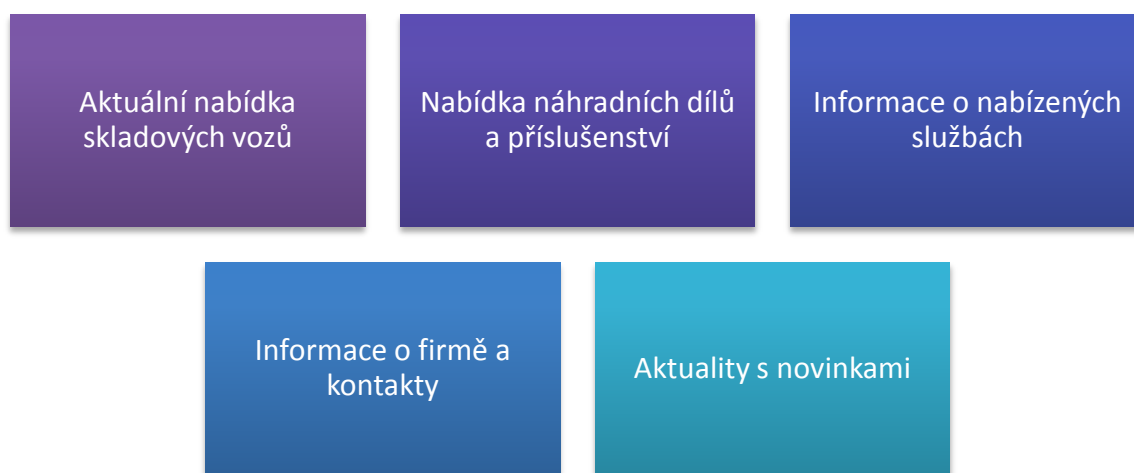 Aktuální nabídka
skladových vozů
Nabídka náhradních dílů
a příslušenství
Informace o nabízených
službách
Informace o firmě a
kontakty
Aktuality s novinkami